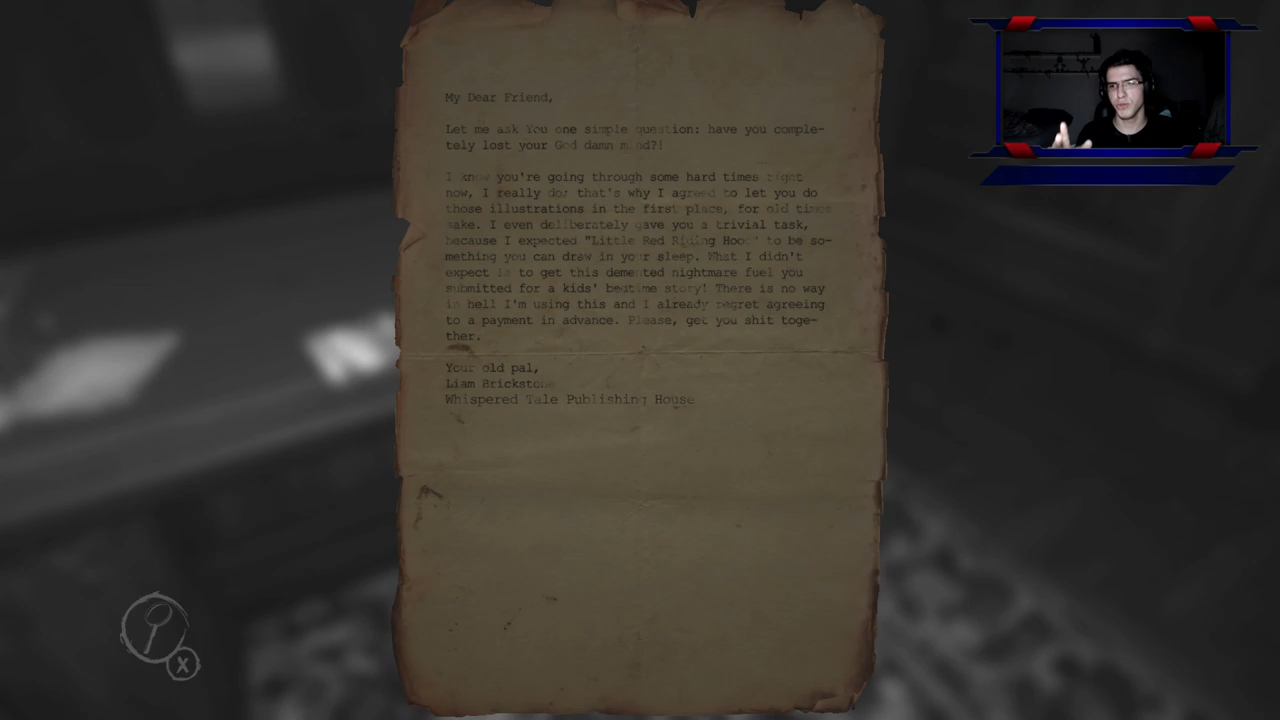 My Dear Friend,
Let me ask You one simple question: have you comple-
tely lost your God damn mind?!
I know you're going through some hard times right
now, I really do; that's why I agreed to let you do
those illustrations in the first place, for old times
sake. I even deliberately gave you a trivial task,
because I expected "Little Red Riding Hood" to be so-
mething you can draw in your sleep. What I didn't
expect is to get this demented nightmare fuel you
submitted for a kids' bedtime story! There is no way
in hell I'm using this and I already regret agreeing
to a payment in advance. Please, get you shit toge-
ther.
Your old pal,
Liam Brickstone
Whispered Tale Publishing House
X